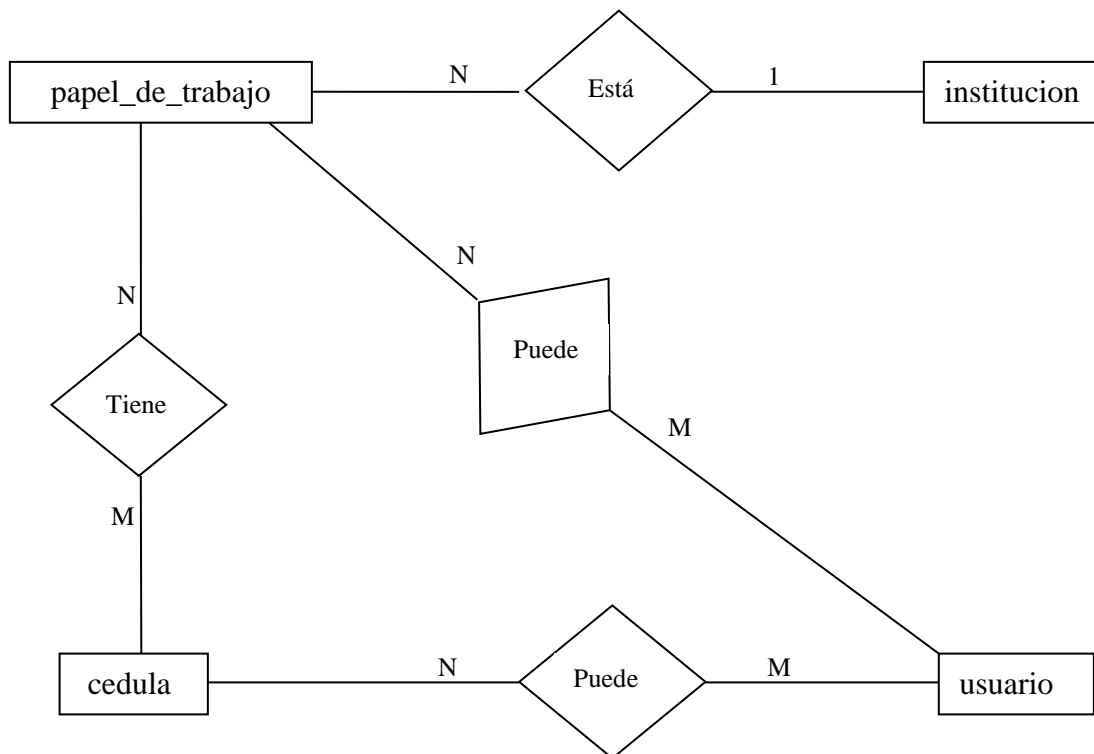 papel_de_trabajo
N
Está
1
institucion
N
Puede
N
Tiene
M
M
cedula
N
Puede
M
usuario